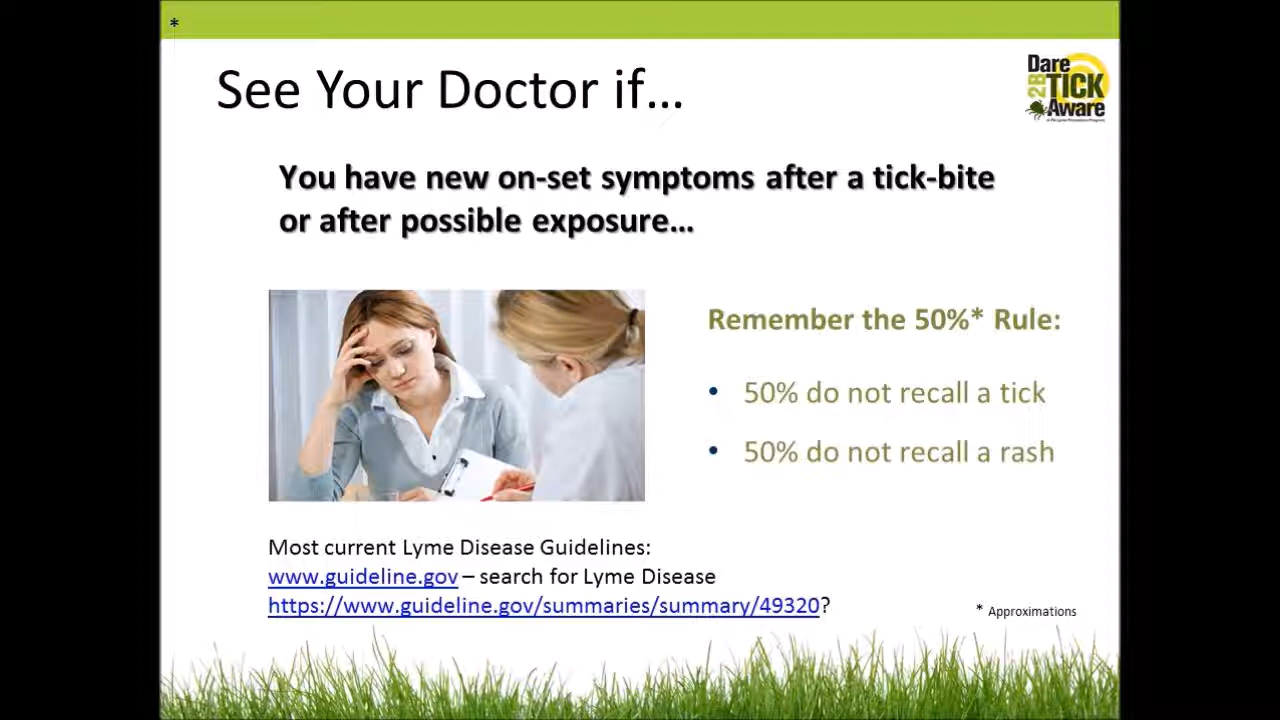 *
See Your Doctor if…
Dare
2B
TICK
Aware
You have new on-set symptoms after a tick-bite
or after possible exposure…
Remember the 50%* Rule:
• 50% do not recall a tick
• 50% do not recall a rash
Most current Lyme Disease Guidelines:
www.guideline.gov – search for Lyme Disease
https://www.guideline.gov/summaries/summary/49320?
* Approximations